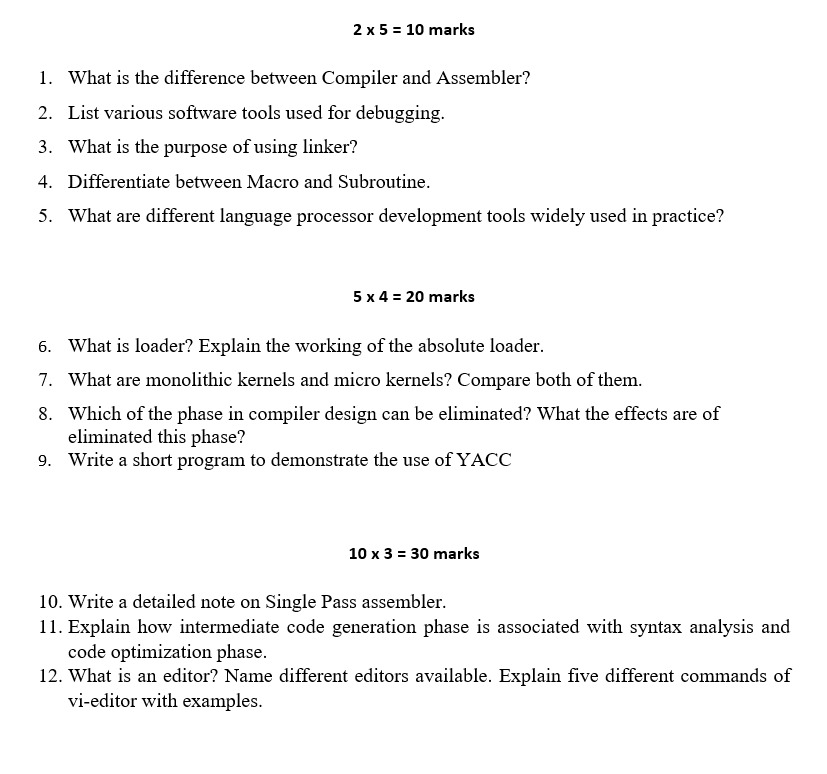 2 x 5 = 10 marks
1. What is the difference between Compiler and Assembler?
2. List various software tools used for debugging.
3. What is the purpose of using linker?
4. Differentiate between Macro and Subroutine.
5. What are different language processor development tools widely used in practice?
5 x 4 = 20 marks
6. What is loader? Explain the working of the absolute loader.
7. What are monolithic kernels and micro kernels? Compare both of them.
8. Which of the phase in compiler design can be eliminated? What the effects are of
eliminated this phase?
9. Write a short program to demonstrate the use of YACC
10 x 3 = 30 marks
10. Write a detailed note on Single Pass assembler.
11. Explain how intermediate code generation phase is associated with syntax analysis and
code optimization phase.
12. What is an editor? Name different editors available. Explain five different commands of
vi-editor with examples.